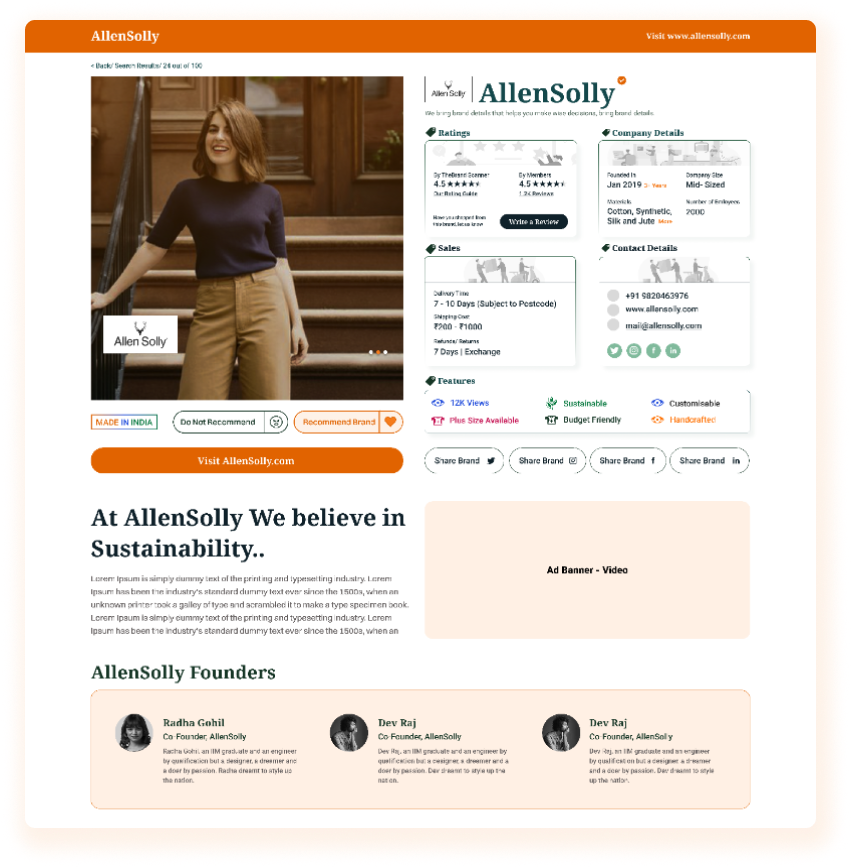 AllenSolly
Visit www.allensolly.com
< Back/ Search Results/ 24 out of 100
Allen Solly
MADE IN INDIA
Do Not Recommend
Recommend Brand
Visit AllenSolly.com
Allen Solly
AllenSolly
We bring brand details that helps you make wise decisions, bring brand details.
Ratings
By TheBrand Scanner
4.5 ★★★★
Our Rating Guide
By Members
4.5 ★★★★
1.2K Reviews
Have you shopped from
this brand, let us know
Write a Review
Company Details
Founded In
Jan 2019 3+ Years
Company Size
Mid- Sized
Materials
Cotton, Synthetic,
Silk and Jute More
Number of Emloyees
2000
Sales
Delivery Time
7 - 10 Days (Subject to Postcode)
Shipping Cost
₹200 - ₹1000
Refunds/ Returns
7 Days | Exchange
Contact Details
+91 9820463976
www.allensolly.com
mail@allensolly.com
Features
12K Views
Sustainable
Customisable
Plus Size Available
Budget Friendly
Handcrafted
Share Brand
Share Brand
Share Brand f
Share Brand in
At AllenSolly We believe in
Sustainability..
Lorem Ipsum is simply dummy text of the printing and typesetting industry. Lorem
Ipsum has been the industry's standard dummy text ever since the 1500s, when an
unknown printer took a galley of type and scrambled it to make a type specimen book.
Lorem Ipsum is simply dummy text of the printing and typesetting industry. Lorem
Ipsum has been the industry's standard dummy text ever since the 1500s, when an
Ad Banner - Video
AllenSolly Founders
Radha Gohil
Co-Founder, AllenSolly
Radha Gohil, an IIM graduate and an engineer
by qualification but a designer, a dreamer and
a doer by passion. Radha dreamt to style up
the nation.
Dev Raj
Co-Founder, AllenSolly
Dev Raj, an IIM graduate and an engineer by
qualification but a designer, a dreamer and a
doer by passion. Dev dreamt to style up the
nation.
Dev Raj
Co-Founder, AllenSolly
Dev Raj, an IIM graduate and an engineer
by qualification but a designer, a dreamer
and a doer by passion. Dev dreamt to style
up the nation.